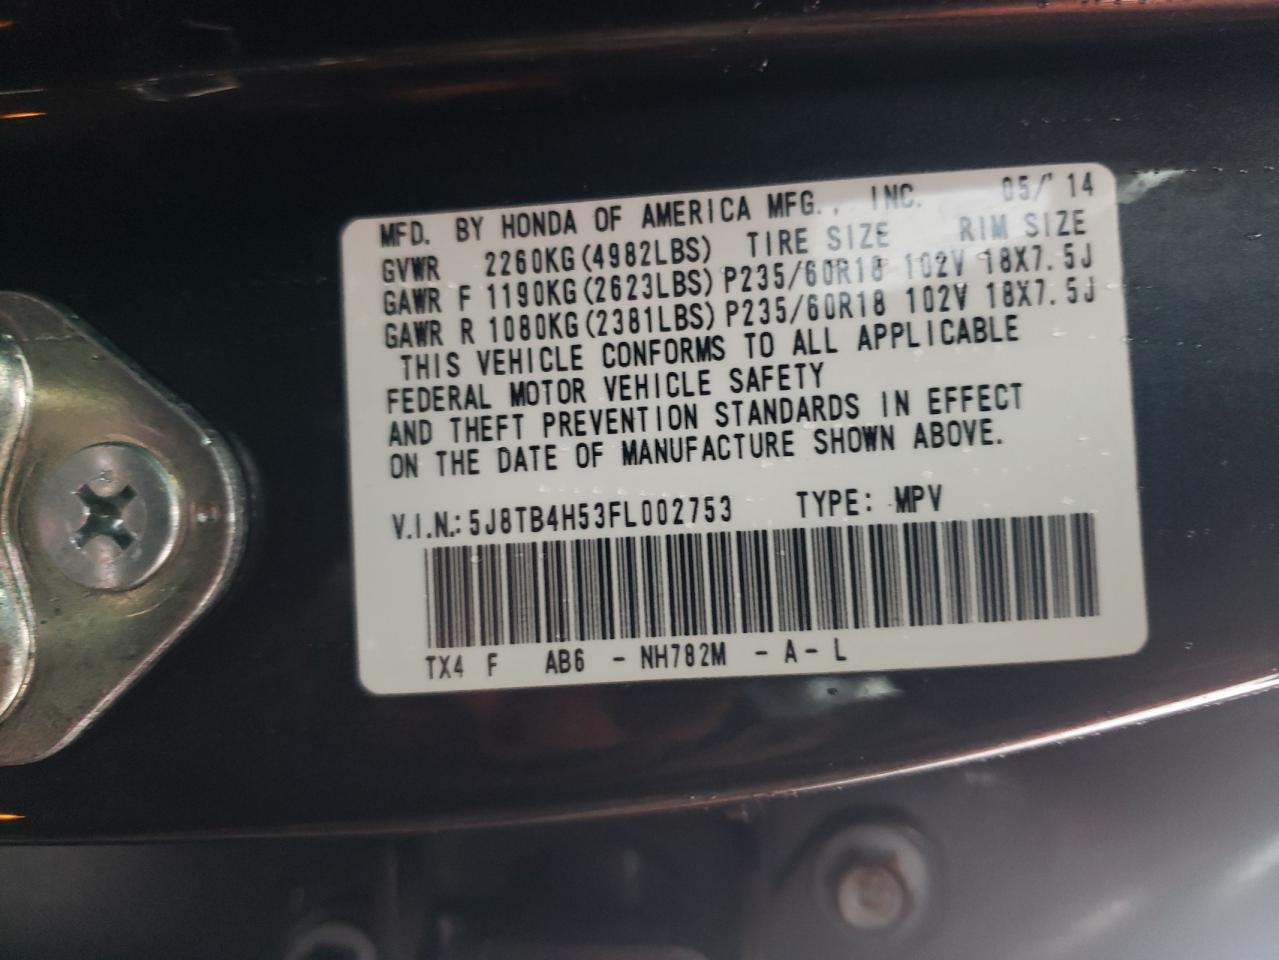 MFD. BY HONDA OF AMERICA MFG., INC. 05/ 14
GVWR 2260KG(4982LBS) TIRE SIZE RIM SIZE
GAWR F 1190KG(2623LBS) P235/60R18 102V 18X7.5J
GAWR R 1080KG(2381LBS) P235/60R18 102V 18X7.5J
THIS VEHICLE CONFORMS TO ALL APPLICABLE
FEDERAL MOTOR VEHICLE SAFETY
AND THEFT PREVENTION STANDARDS IN EFFECT
ON THE DATE OF MANUFACTURE SHOWN ABOVE.
V.I.N.: 5J8TB4H53FL002753 TYPE: MPV
TX4 F AB6 - NH782M - A- L